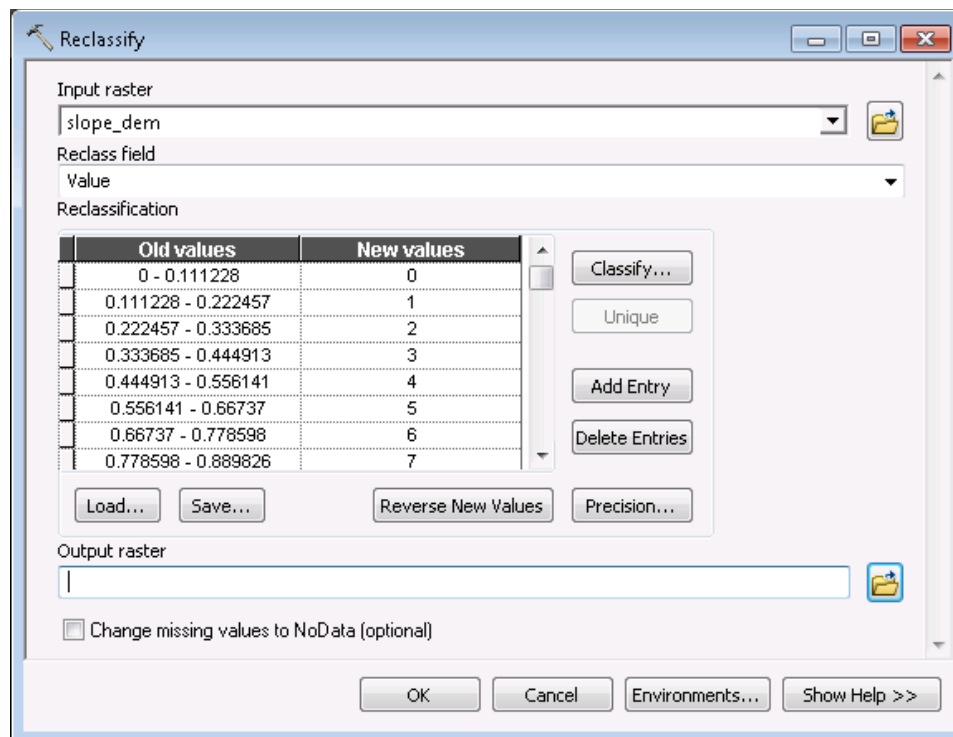 Reclassify
Input raster
slope_dem
Reclass field
Value
Reclassification
Old values New values
0 - 0.111228 0
0.111228 - 0.222457 1
0.222457 - 0.333685 2
0.333685 - 0.444913 3
0.444913 - 0.556141 4
0.556141 - 0.66737 5
0.66737 - 0.778598 6
0.778598 - 0.889826 7
Classify...
Unique
Add Entry
Delete Entries
Load... Save... Reverse New Values Precision...
Output raster
Change missing values to NoData (optional)
OK Cancel Environments... Show Help >>